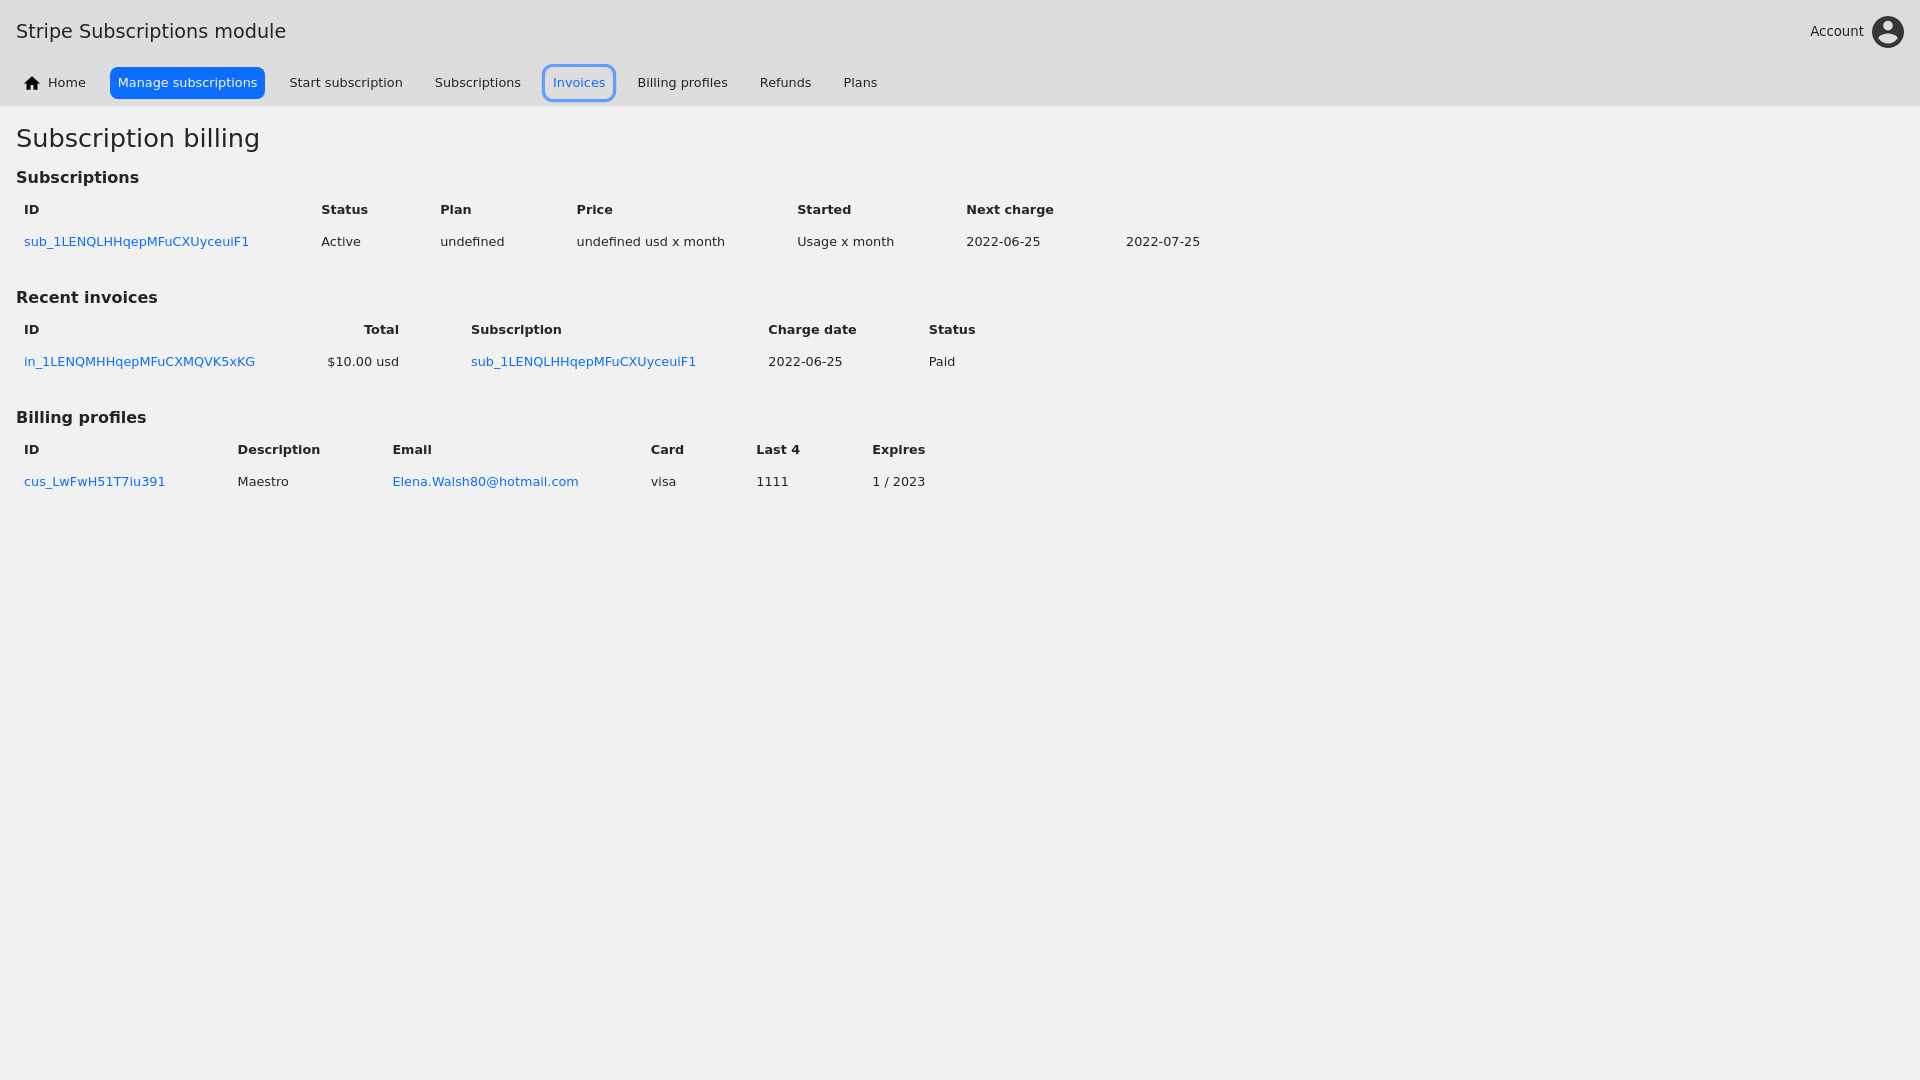 Stripe Subscriptions module
Account
Home Manage subscriptions Start subscription Subscriptions Invoices Billing profiles Refunds Plans
Subscription billing
Subscriptions
ID Status Plan Price Started Next charge
sub_1LENQLHHqepMFuCXUyceuiF1 Active undefined undefined usd x month Usage x month 2022-06-25 2022-07-25
Recent invoices
ID Total Subscription Charge date Status
in_1LENQMHHqepMFuCXMQVK5xKG $10.00 usd sub_1LENQLHHqepMFuCXUyceuiF1 2022-06-25 Paid
Billing profiles
ID Description Email Card Last 4 Expires
cus_LwFwH51T7iu391 Maestro Elena.Walsh80@hotmail.com visa 1111 1 / 2023